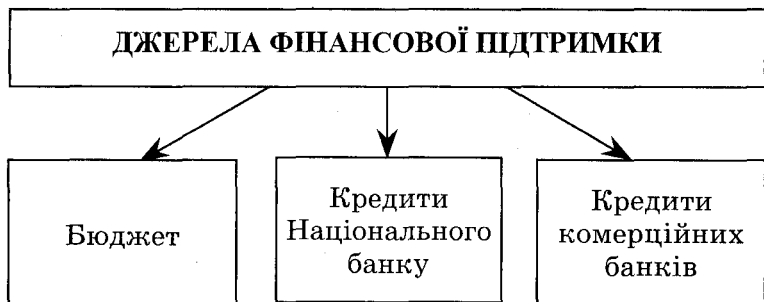 ДЖЕРЕЛА ФІНАНСОВОЇ ПІДТРИМКИ
Бюджет
Кредити
Національного
банку
Кредити
комерційних
банків